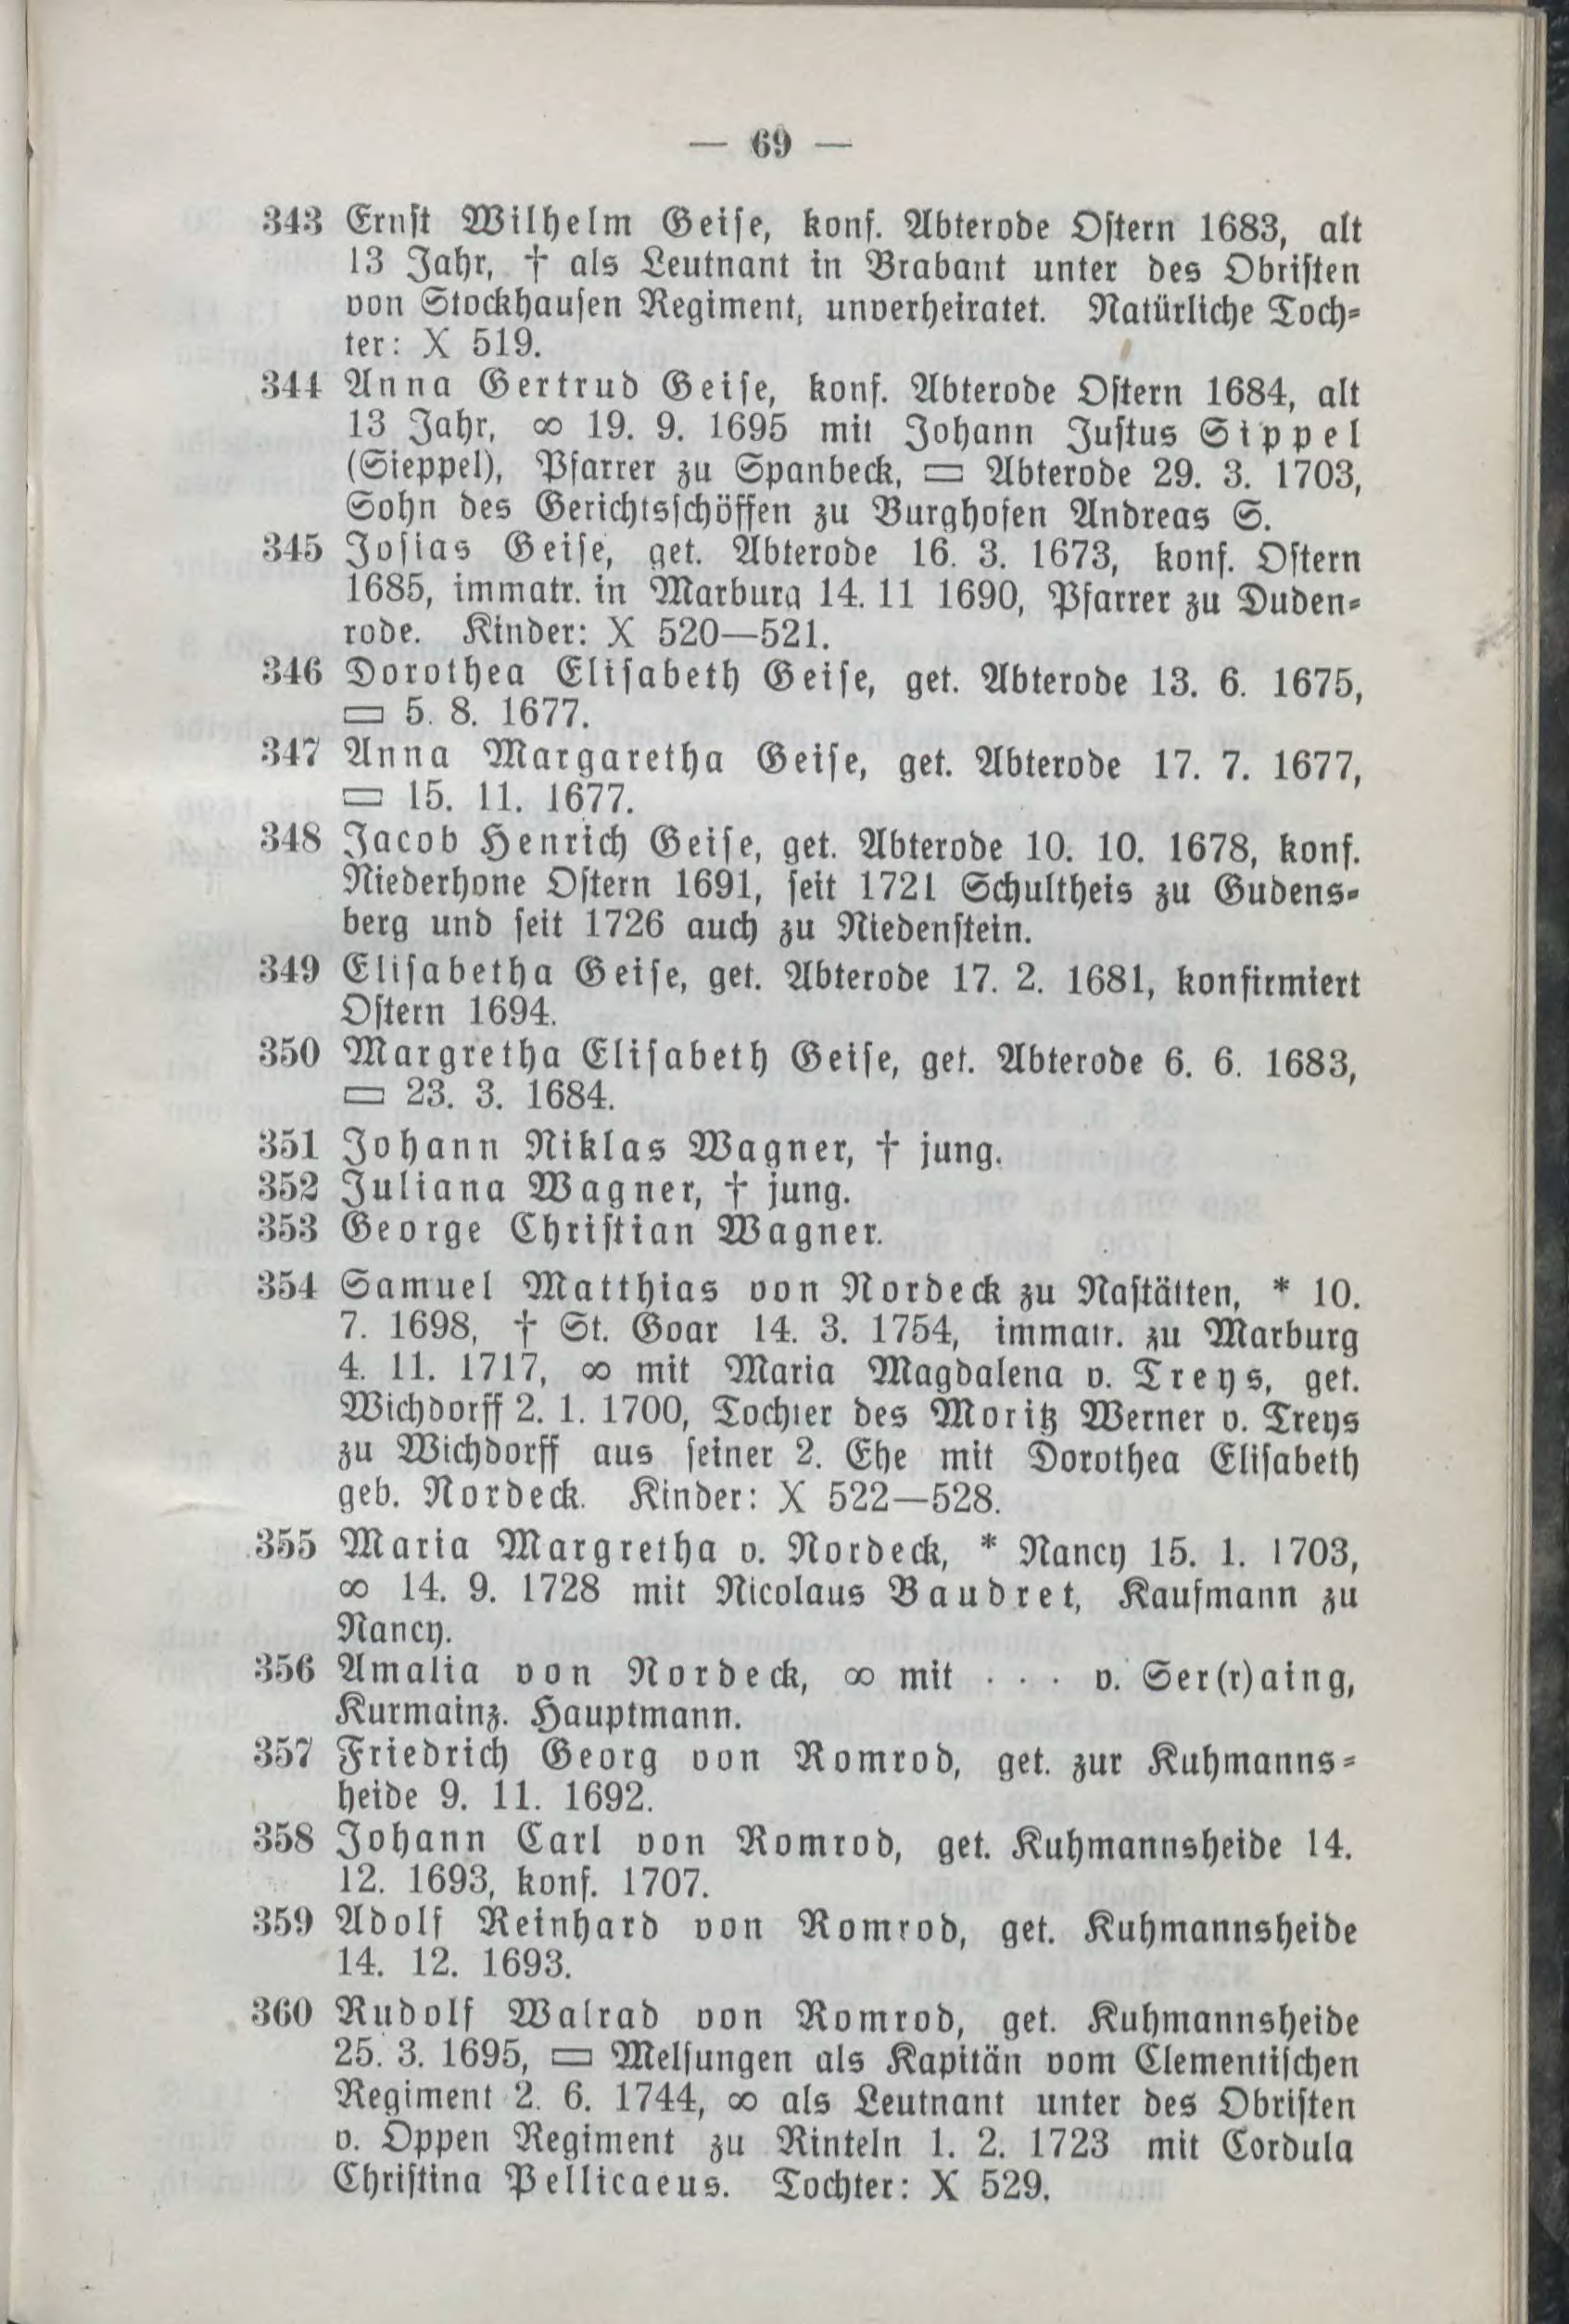 — 69 —
343 Ernst Wilhelm Geise, konf. Abterode Ostern 1683, alt
13 Jahr, † als Leutnant in Brabant unter des Obristen
von Stockhausen Regiment, unverheiratet. Natürliche Toch-
ter: X 519.
344 Anna Gertrud Geise, konf. Abterode Ostern 1684, alt
13 Jahr, ∞ 19. 9. 1695 mit Johann Justus Sippel
(Sieppel), Pfarrer zu Spanbeck, ▭ Abterode 29. 3. 1703,
Sohn des Gerichtsschöffen zu Burghofen Andreas S.
345 Josias Geise, get. Abterode 16. 3. 1673, konf. Ostern
1685, immatr. in Marburg 14. 11 1690, Pfarrer zu Duden-
rode. Kinder: X 520—521.
346 Dorothea Elisabeth Geise, get. Abterode 13. 6. 1675,
▭ 5. 8. 1677.
347 Anna Margaretha Geise, get. Abterode 17. 7. 1677,
▭ 15. 11. 1677.
348 Jacob Henrich Geise, get. Abterode 10. 10. 1678, konf.
Niederhone Ostern 1691, seit 1721 Schultheis zu Gudens-
berg und seit 1726 auch zu Niedenstein.
349 Elisabetha Geise, get. Abterode 17. 2. 1681, konfirmiert
Ostern 1694.
350 Margretha Elisabeth Geise, get. Abterode 6. 6. 1683,
▭ 23. 3. 1684.
351 Johann Niklas Wagner, † jung.
352 Juliana Wagner, † jung.
353 George Christian Wagner.
354 Samuel Matthias von Nordeck zu Nastätten, * 10.
7. 1698, † St. Goar 14. 3. 1754, immatr. zu Marburg
4. 11. 1717, ∞ mit Maria Magdalena v. Treys, get.
Wichdorff 2. 1. 1700, Tochter des Moritz Werner v. Treys
zu Wichdorff aus seiner 2. Ehe mit Dorothea Elisabeth
geb. Nordeck. Kinder: X 522—528.
355 Maria Margretha v. Nordeck, * Nancy 15. 1. 1703,
∞ 14. 9. 1728 mit Nicolaus Baudret, Kaufmann zu
Nancy.
356 Amalia von Nordeck, ∞ mit . . . v. Ser(r)aing,
Kurmainz. Hauptmann.
357 Friedrich Georg von Romrod, get. zur Kuhmanns-
heide 9. 11. 1692.
358 Johann Carl von Romrod, get. Kuhmannsheide 14.
12. 1693, konf. 1707.
359 Adolf Reinhard von Romrod, get. Kuhmannsheide
14. 12. 1693.
360 Rudolf Walrad von Romrod, get. Kuhmannsheide
25. 3. 1695, ▭ Melsungen als Kapitän vom Clementischen
Regiment 2. 6. 1744, ∞ als Leutnant unter des Obristen
v. Oppen Regiment zu Rinteln 1. 2. 1723 mit Cordula
Christina Pellicaeus. Tochter: X 529.